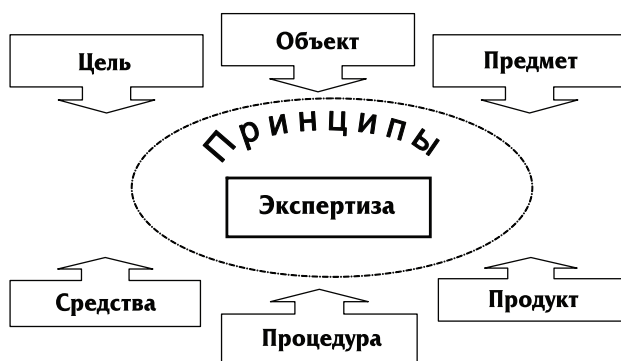 Цель
Объект
Предмет
Принципы
Экспертиза
Средства
Процедура
Продукт